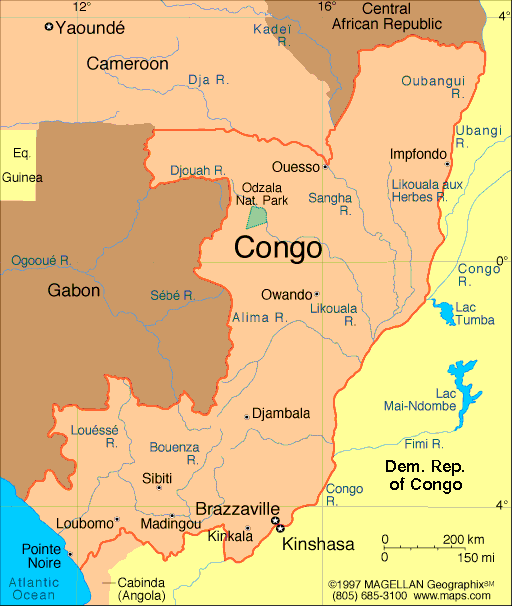 12°
16°
4°
Central
African Republic
Kadeï
R.
Yaoundé
Cameroon
Dja R.
Oubangui
R.
Ubangi
R.
Eq.
Guinea
Impfondo
Ouesso
Djouah R.
Odzala
Nat. Park
Sangha
R.
Likouala aux
Herbes R.
Congo
Ogooué R.
0°
Congo
R.
Gabon
Sébé R.
Owando
Likouala
R.
Alima R.
Lac
Tumba
Lac
Mai-Ndombe
Djambala
Louéssé
R.
Bouenza
R.
Fimi R.
Dem. Rep.
of Congo
Sibiti
Congo
R.
Brazzaville
4°
Loubomo
Madingou
Kinkala
Kinshasa
Pointe
Noire
0
200 km
0
150 mi
Atlantic
Ocean
Cabinda
(Angola)
©1997 MAGELLAN Geographix℠
(805) 685-3100 www.maps.com